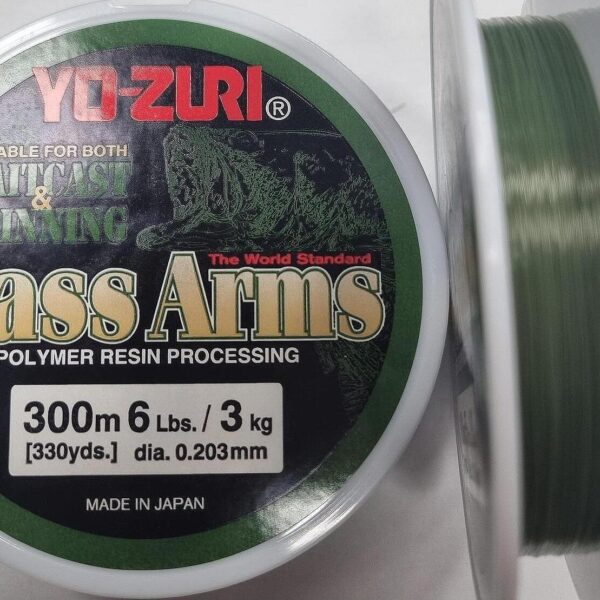 YO-ZURI®
ABLE FOR BOTH
AITCAST
&
INNING
The World Standard
ass Arms
POLYMER RESIN PROCESSING
300m 6 Lbs. / 3 kg
[330yds.] dia. 0.203mm
MADE IN JAPAN